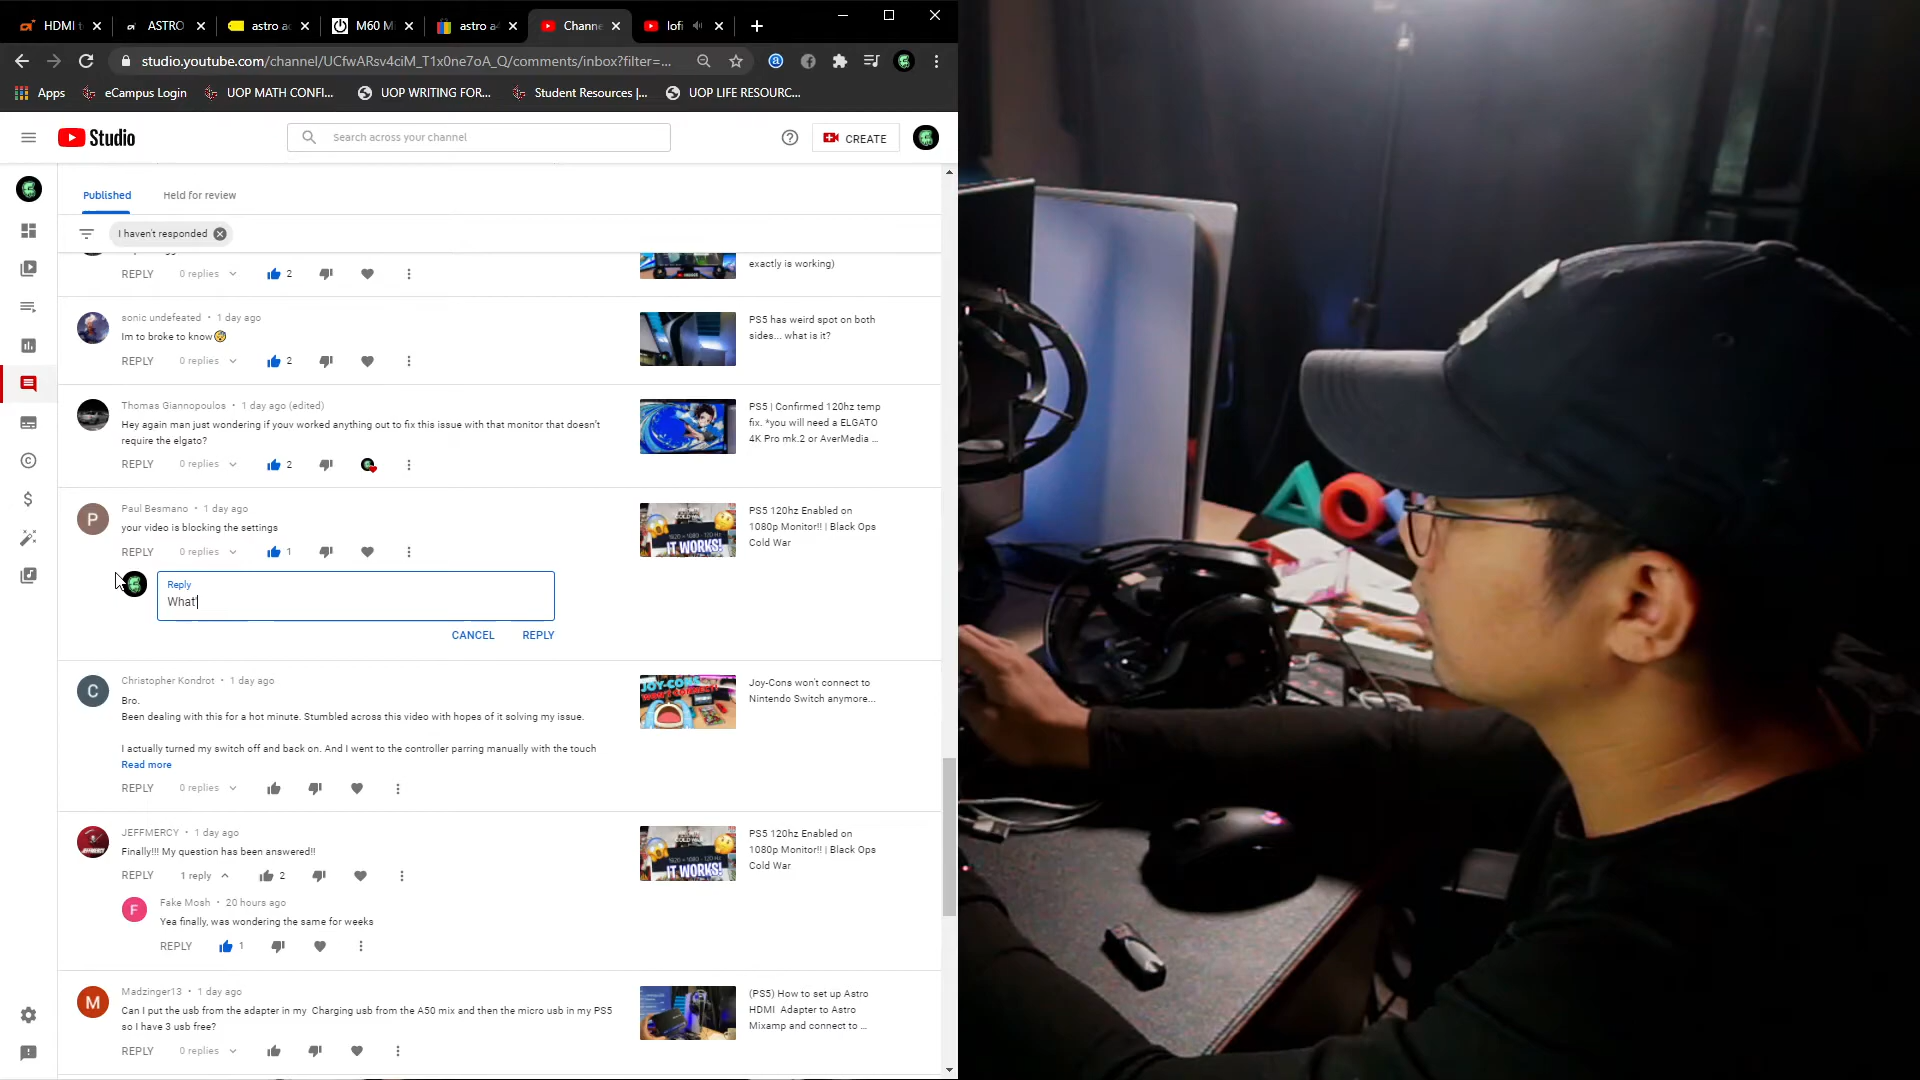 HDMI t
ASTRO
astro ac
M60 Mi
astro a4
Channe
lofi
studio.youtube.com/channel/UCfwARsv4ciM_T1x0ne7oA_Q/comments/inbox?filter=...
Apps
eCampus Login
UOP MATH CONFI...
UOP WRITING FOR...
Student Resources |...
UOP LIFE RESOURC...
Studio
Search across your channel
CREATE
Published
Held for review
I haven't responded
REPLY 0 replies 2
exactly is working)
sonic undefeated • 1 day ago
Im to broke to know🤯
REPLY 0 replies 2
PS5 has weird spot on both
sides... what is it?
Thomas Giannopoulos • 1 day ago (edited)
Hey again man just wondering if youv worked anything out to fix this issue with that monitor that doesn't
require the elgato?
REPLY 0 replies 2
PS5 | Confirmed 120hz temp
fix. *you will need a ELGATO
4K Pro mk.2 or AverMedia ...
P
Paul Besmano • 1 day ago
your video is blocking the settings
REPLY 0 replies 1
IT WORKS!
PS5 120hz Enabled on
1080p Monitor!! | Black Ops
Cold War
Reply
What'
CANCEL REPLY
C
Christopher Kondrot • 1 day ago
Bro.
Been dealing with this for a hot minute. Stumbled across this video with hopes of it solving my issue.
I actually turned my switch off and back on. And I went to the controller parring manually with the touch
Read more
REPLY 0 replies
JOY-CONS
Joy-Cons won't connect to
Nintendo Switch anymore...
JEFFMERCY • 1 day ago
Finally!!! My question has been answered!!
REPLY 1 reply 2
IT WORKS!
PS5 120hz Enabled on
1080p Monitor!! | Black Ops
Cold War
F
Fake Mosh • 20 hours ago
Yea finally, was wondering the same for weeks
REPLY 1
M
Madzinger13 • 1 day ago
Can I put the usb from the adapter in my Charging usb from the A50 mix and then the micro usb in my PS5
so I have 3 usb free?
REPLY 0 replies
(PS5) How to set up Astro
HDMI Adapter to Astro
Mixamp and connect to ...